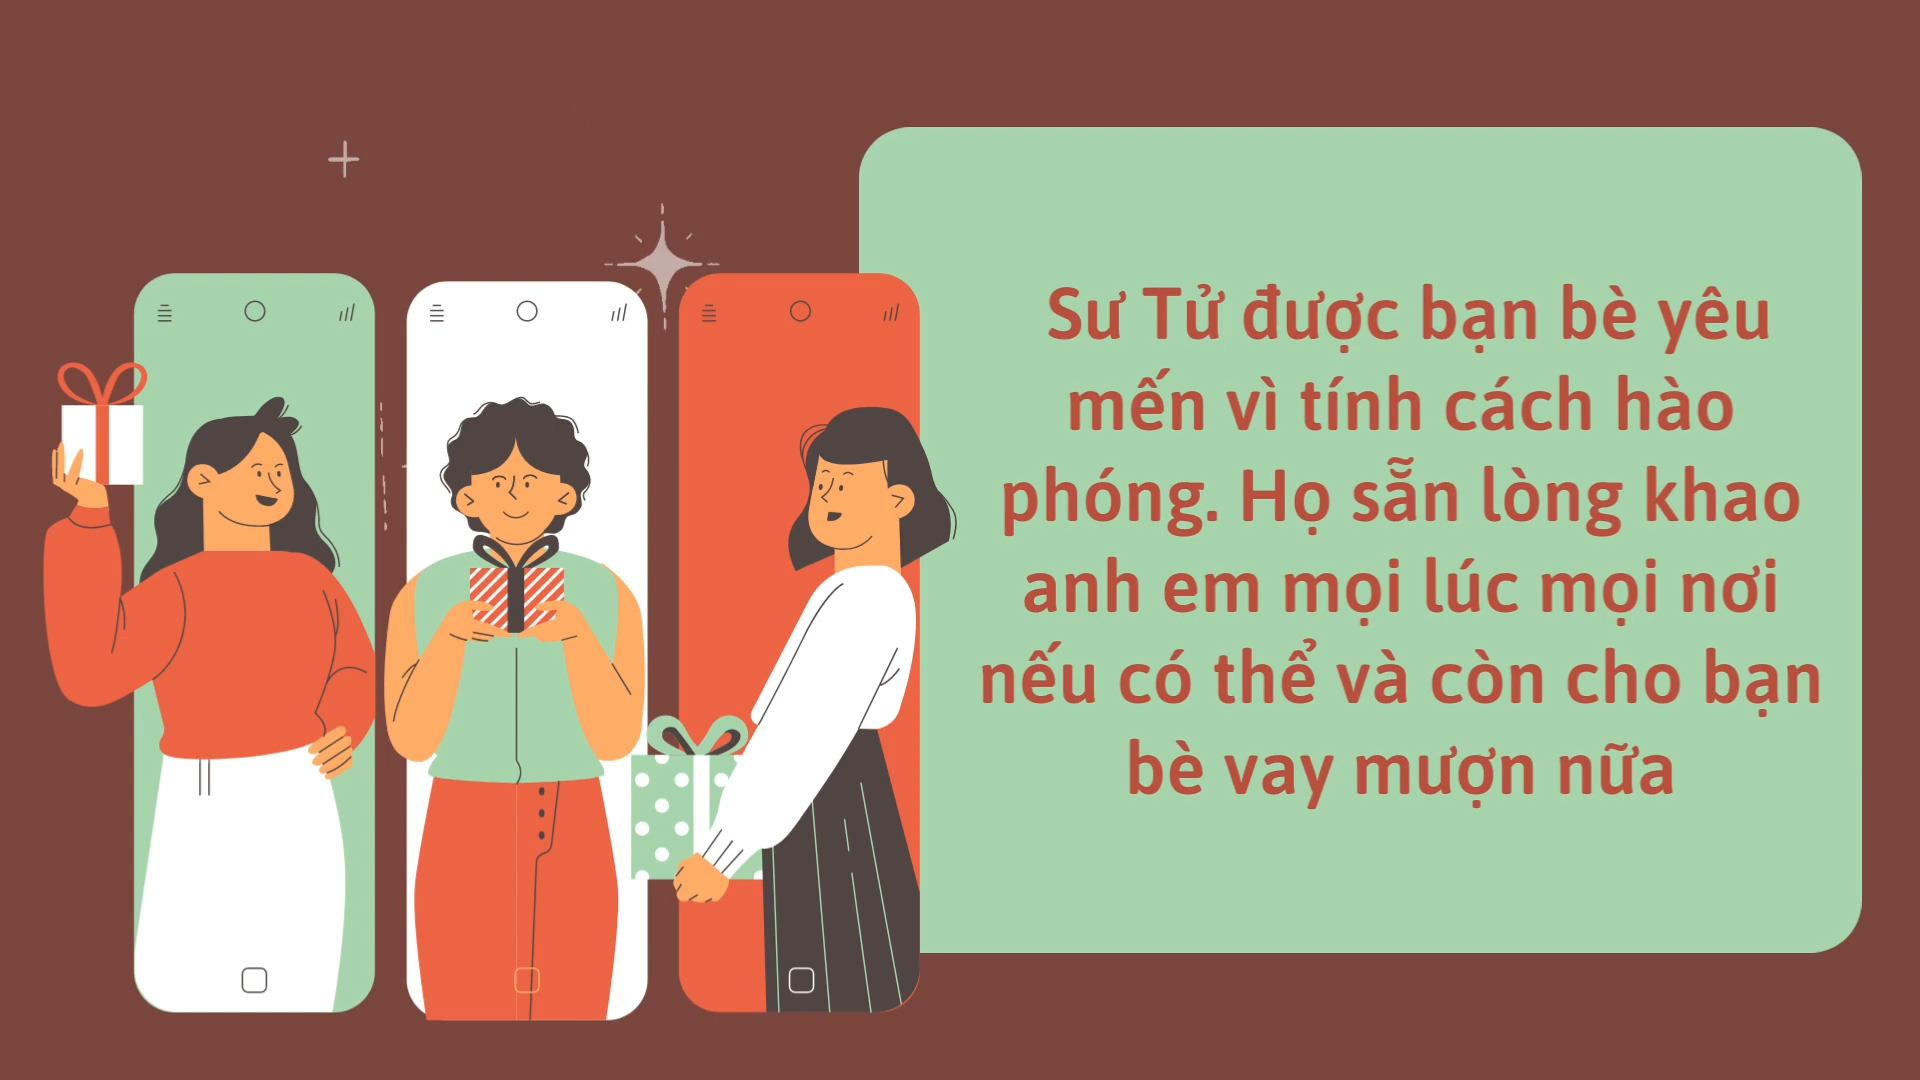 Sư Tử được bạn bè yêu
mến vì tính cách hào
phóng. Họ sẵn lòng khao
anh em mọi lúc mọi nơi
nếu có thể và còn cho bạn
bè vay mượn nữa